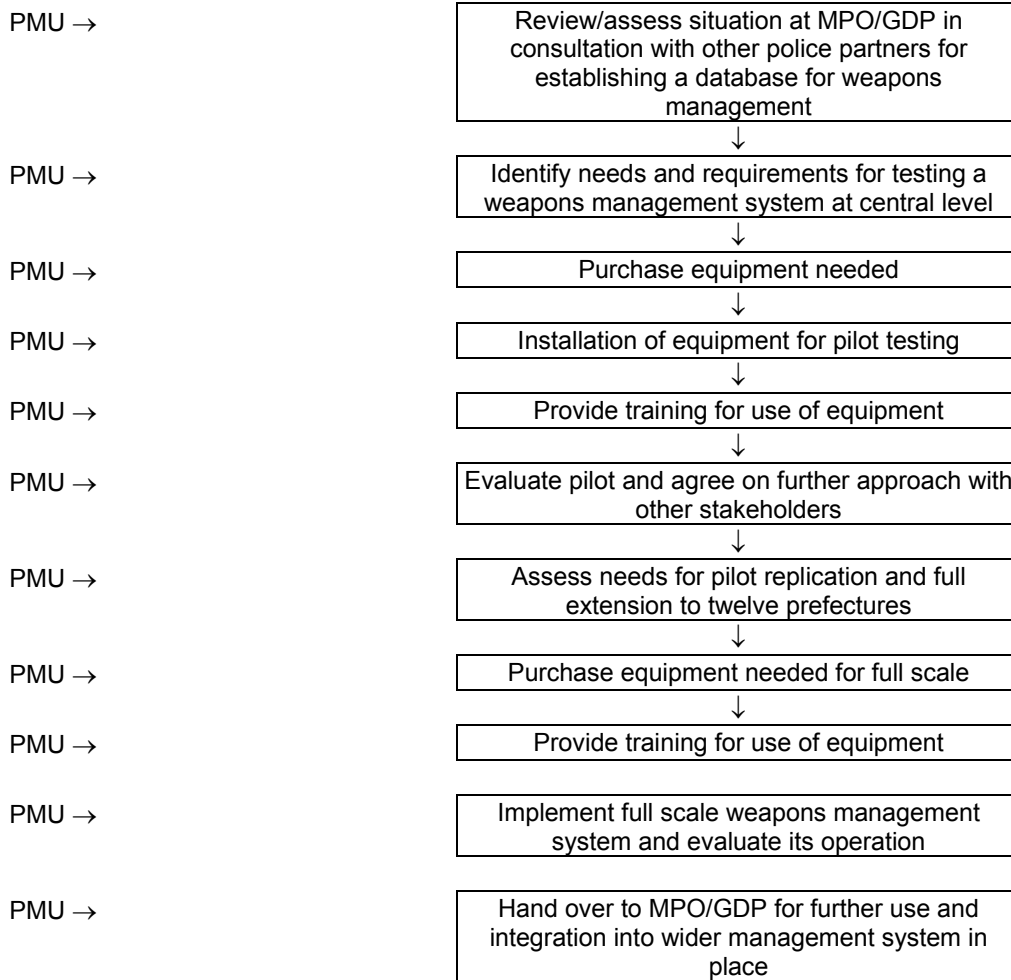 PMU → Review/assess situation at MPO/GDP in
consultation with other police partners for
establishing a database for weapons
management
↓
PMU → Identify needs and requirements for testing a
weapons management system at central level
↓
PMU → Purchase equipment needed
↓
PMU → Installation of equipment for pilot testing
↓
PMU → Provide training for use of equipment
↓
PMU → Evaluate pilot and agree on further approach with
other stakeholders
↓
PMU → Assess needs for pilot replication and full
extension to twelve prefectures
↓
PMU → Purchase equipment needed for full scale
↓
PMU → Provide training for use of equipment
PMU → Implement full scale weapons management
system and evaluate its operation
PMU → Hand over to MPO/GDP for further use and
integration into wider management system in
place